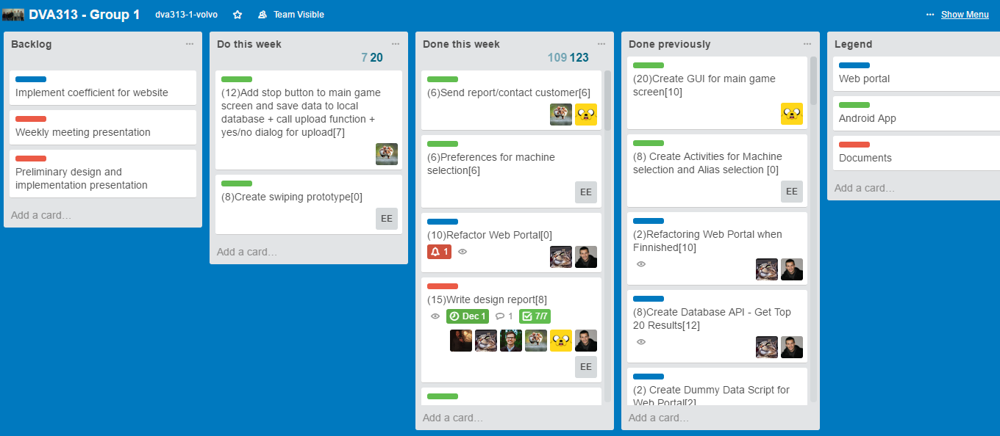 DVA313 - Group 1 dva313-1-volvo Team Visible Show Menu
Backlog
Implement coefficient for website
Weekly meeting presentation
Preliminary design and
implementation presentation
Add a card…
Do this week
7 20
(12)Add stop button to main game
screen and save data to local
database + call upload function +
yes/no dialog for upload[7]
(8)Create swiping prototype[0]
EE
Add a card…
Done this week
109 123
(6)Send report/contact customer[6]
(6)Preferences for machine
selection[6]
EE
(10)Refactor Web Portal[0]
1
(15)Write design report[8]
Dec 1 1 7/7
EE
Add a card…
Done previously
(20)Create GUI for main game
screen[10]
(8) Create Activities for Machine
selection and Alias selection [0]
EE
(2)Refactoring Web Portal when
Finnished[10]
(8)Create Database API - Get Top
20 Results[12]
(2) Create Dummy Data Script for
Web Portal[2]
Add a card…
Legend
Web portal
Android App
Documents
Add a card…